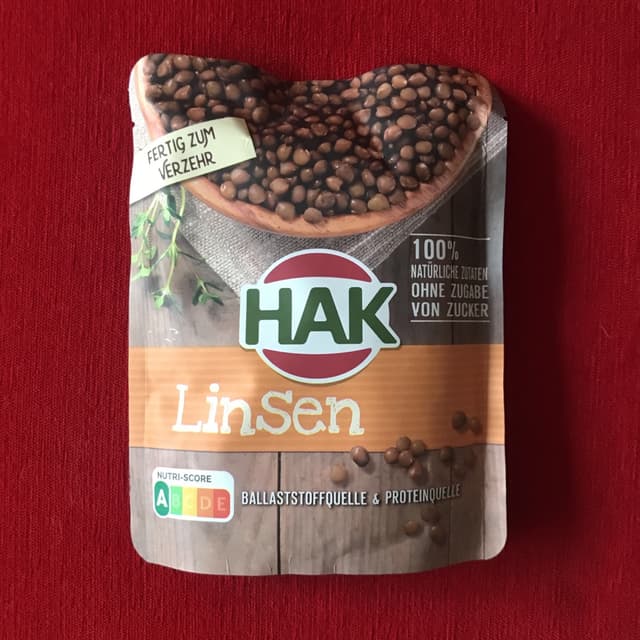 FERTIG ZUM
VERZEHR
100%
NATÜRLICHE ZUTATEN
OHNE ZUGABE
VON ZUCKER
HAK
Linsen
NUTRI-SCORE
A B C D E
BALLASTSTOFFQUELLE & PROTEINQUELLE